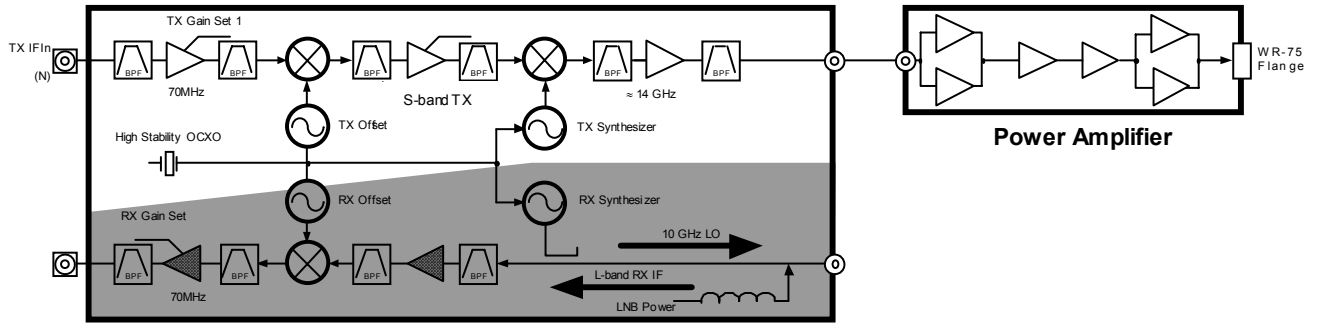 TX Gain Set 1
TX IFIn
(N)
BPF
BPF
BPF
BPF
BPF
BPF
70MHz
S-band TX
≈ 14 GHz
WR-75
Flange
Power Amplifier
TX Offset
TX Synthesizer
High Stability OCXO
RX Offset
RX Synthesizer
RX Gain Set
10 GHz LO
BPF
BPF
BPF
BPF
70MHz
L-band RX IF
LNB Power